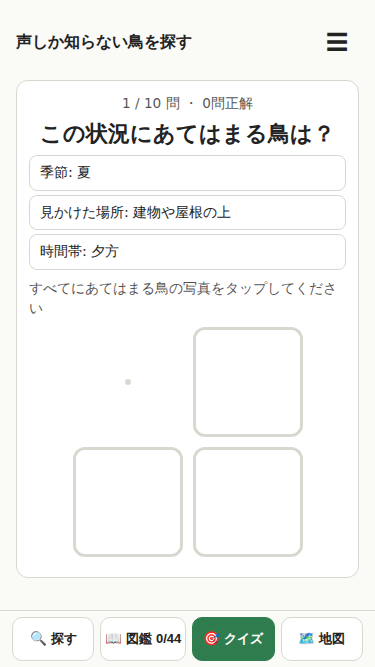 声しか知らない鳥を探す
1 / 10 問 ・ 0問正解
この状況にあてはまる鳥は？
季節: 夏
見かけた場所: 建物や屋根の上
時間帯: 夕方
すべてにあてはまる鳥の写真をタップしてくださ
い
探す
図鑑 0/44
クイズ
地図